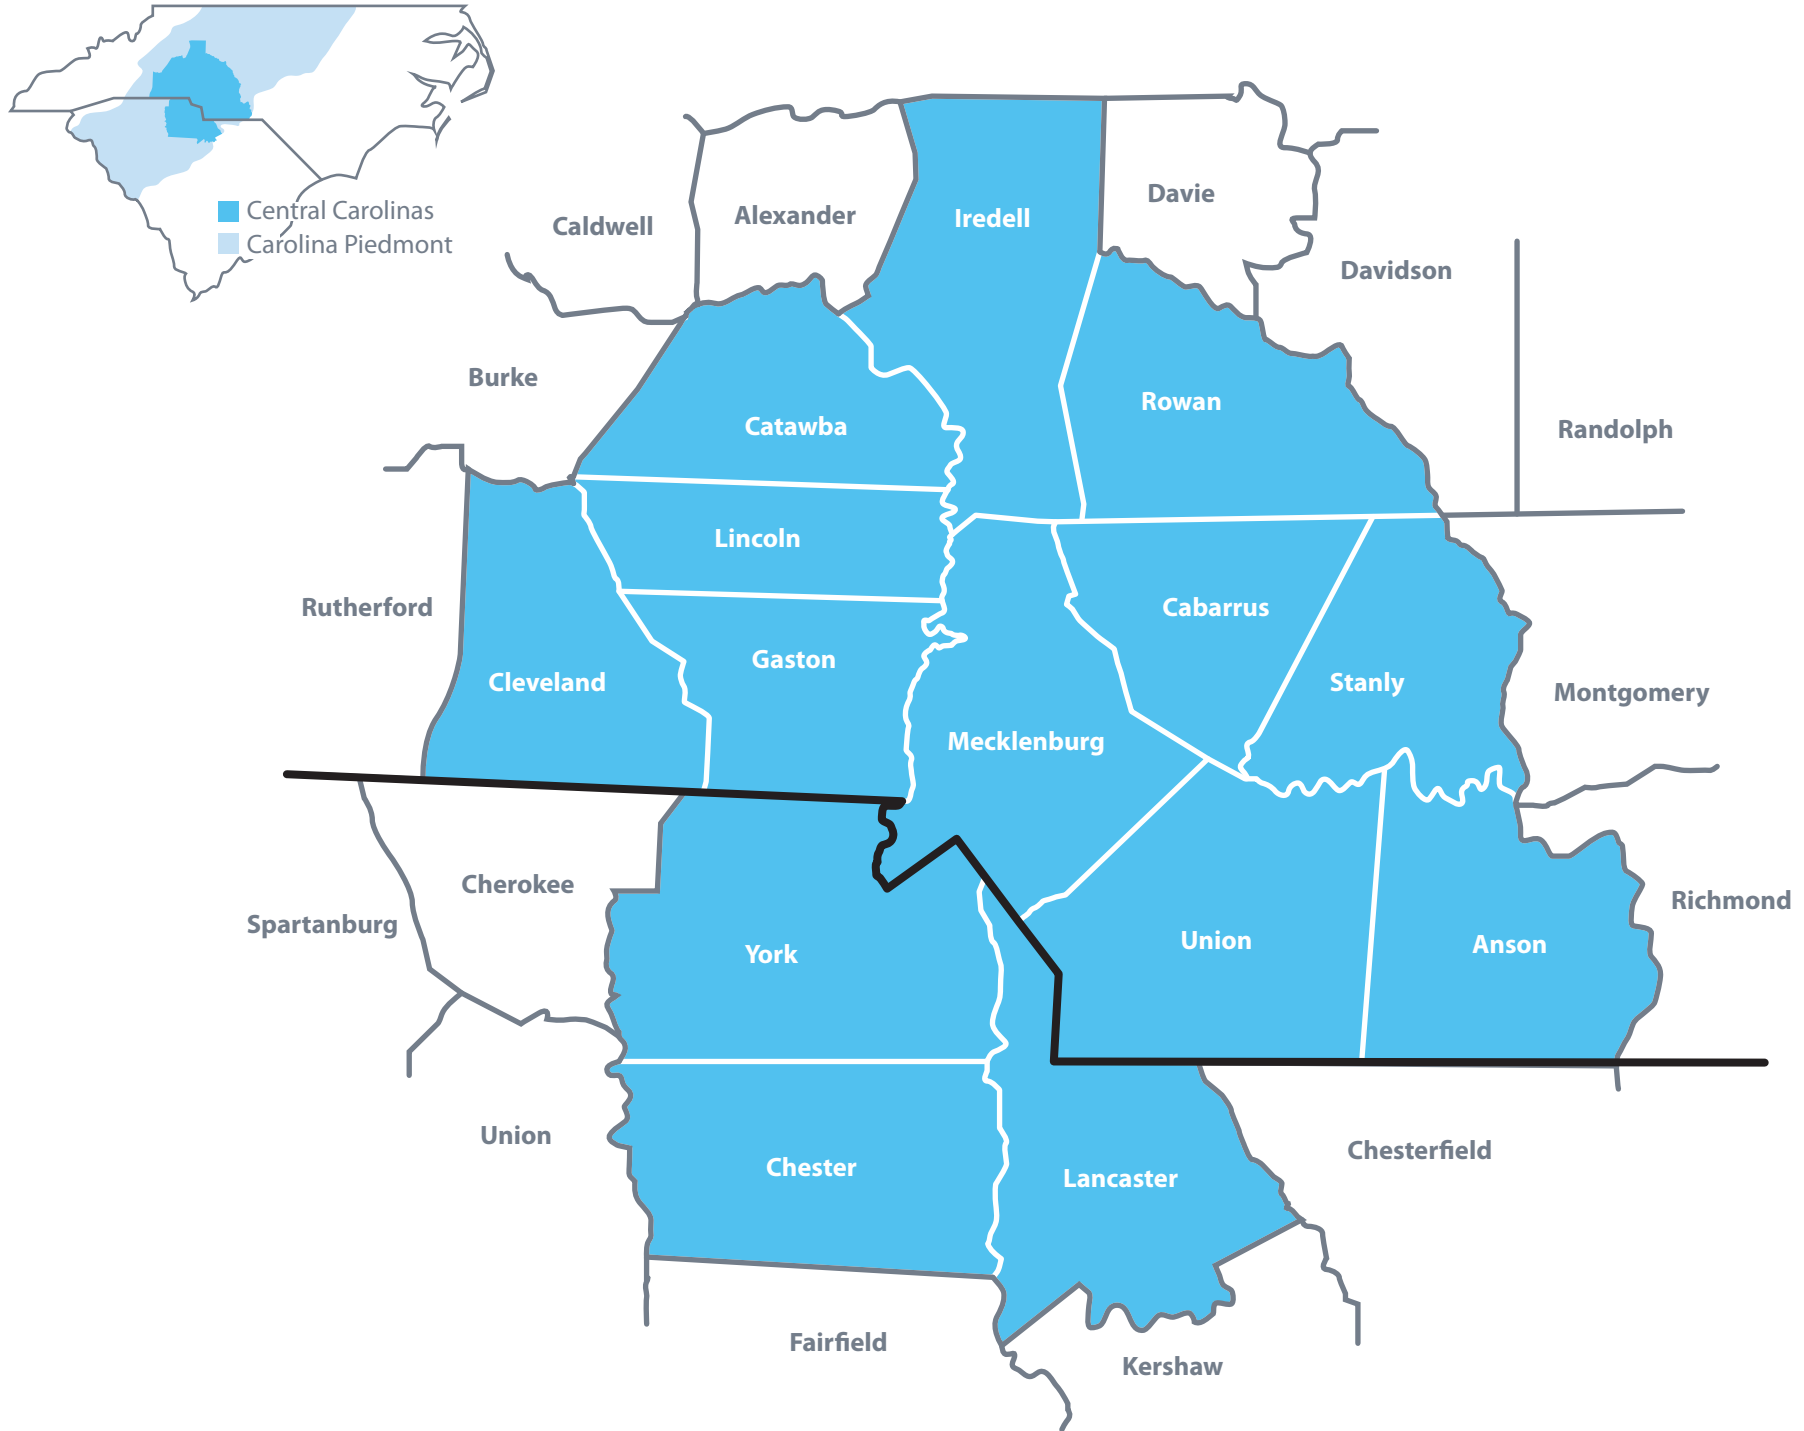 Central Carolinas
Carolina Piedmont
Caldwell
Alexander
Iredell
Davie
Davidson
Burke
Catawba
Rowan
Randolph
Lincoln
Rutherford
Cabarrus
Gaston
Cleveland
Stanly
Montgomery
Mecklenburg
Cherokee
Richmond
Spartanburg
York
Union
Anson
Union
Chester
Lancaster
Chesterfield
Fairfield
Kershaw